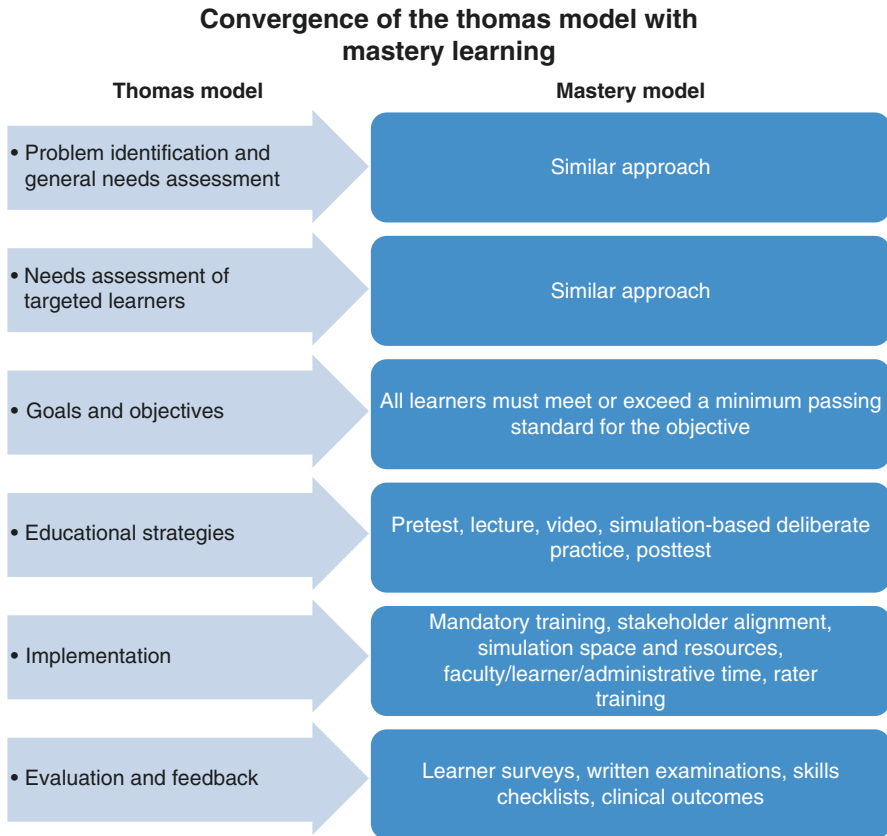 Convergence of the thomas model with
mastery learning
Thomas model
Mastery model
• Problem identification and
general needs assessment
Similar approach
• Needs assessment of
targeted learners
Similar approach
• Goals and objectives
All learners must meet or exceed a minimum passing
standard for the objective
• Educational strategies
Pretest, lecture, video, simulation-based deliberate
practice, posttest
• Implementation
Mandatory training, stakeholder alignment,
simulation space and resources,
faculty/learner/administrative time, rater
training
• Evaluation and feedback
Learner surveys, written examinations, skills
checklists, clinical outcomes